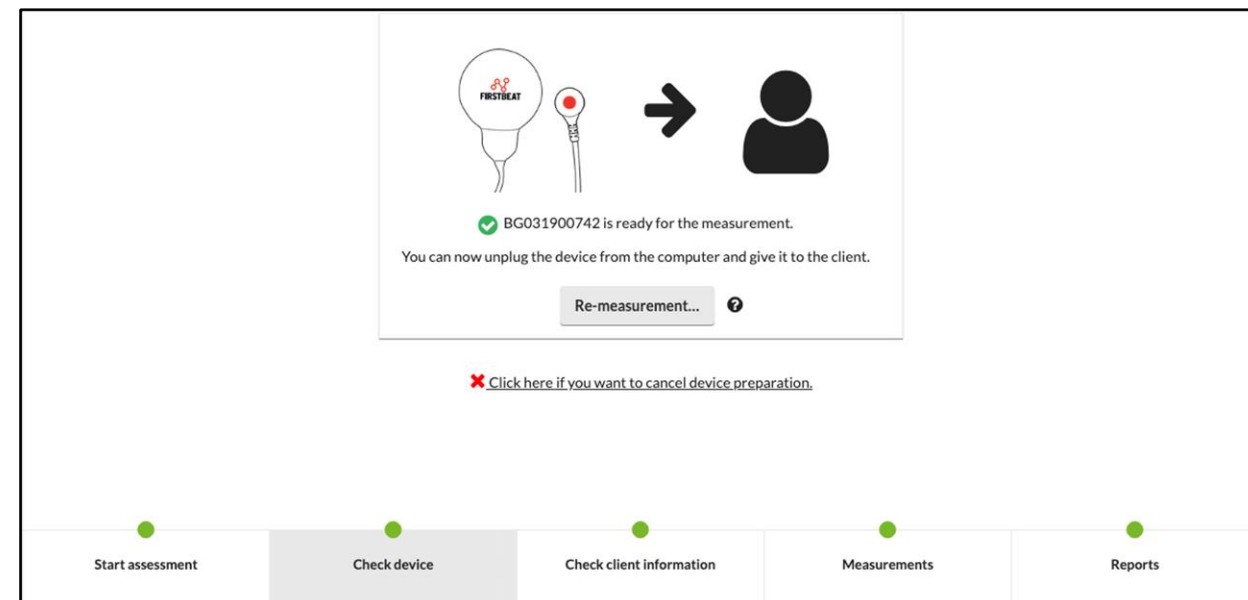 FIRSTBEAT
BG031900742 is ready for the measurement.
You can now unplug the device from the computer and give it to the client.
Re-measurement... ?
Click here if you want to cancel device preparation.
Start assessment
Check device
Check client information
Measurements
Reports